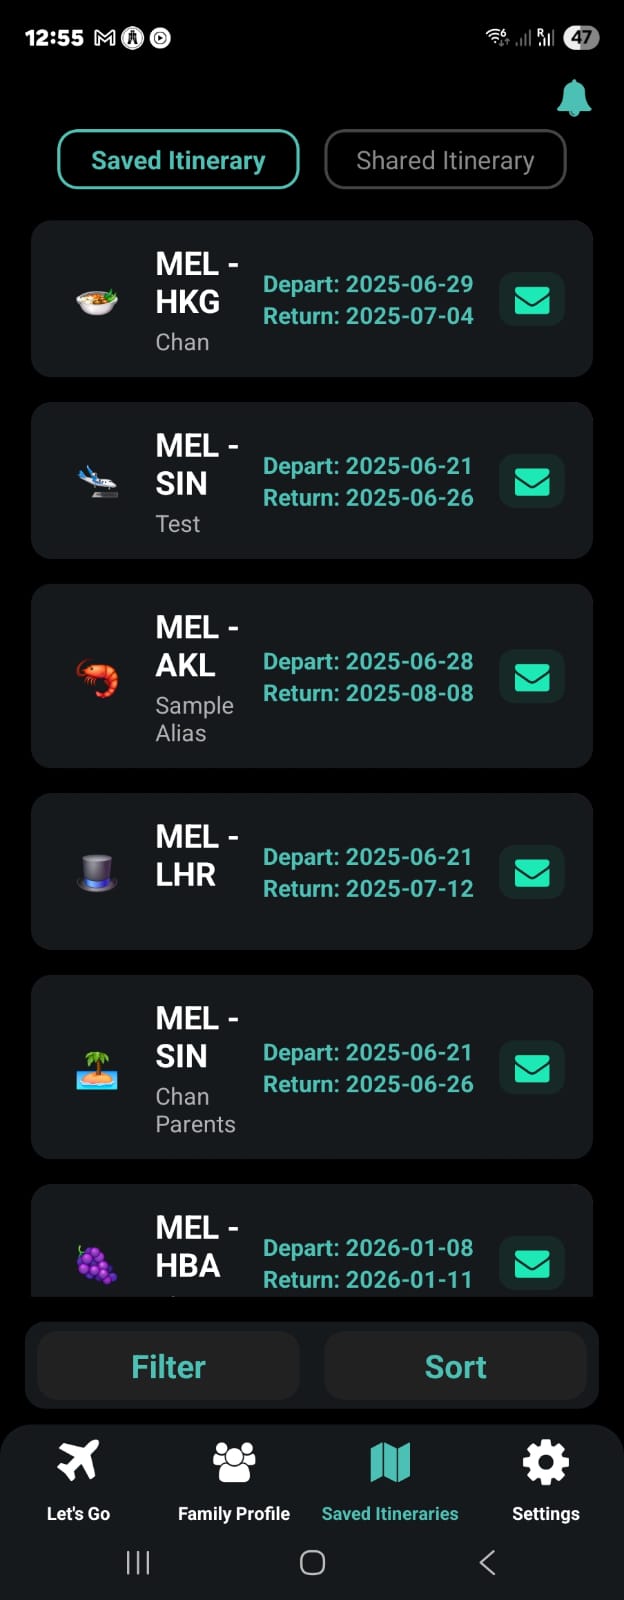 12:55
6
R
47
Saved Itinerary
Shared Itinerary
MEL -
HKG
Chan
Depart: 2025-06-29
Return: 2025-07-04
MEL -
SIN
Test
Depart: 2025-06-21
Return: 2025-06-26
MEL -
AKL
Sample
Alias
Depart: 2025-06-28
Return: 2025-08-08
MEL -
LHR
Depart: 2025-06-21
Return: 2025-07-12
MEL -
SIN
Chan
Parents
Depart: 2025-06-21
Return: 2025-06-26
MEL -
HBA
Depart: 2026-01-08
Return: 2026-01-11
Filter
Sort
Let's Go
Family Profile
Saved Itineraries
Settings